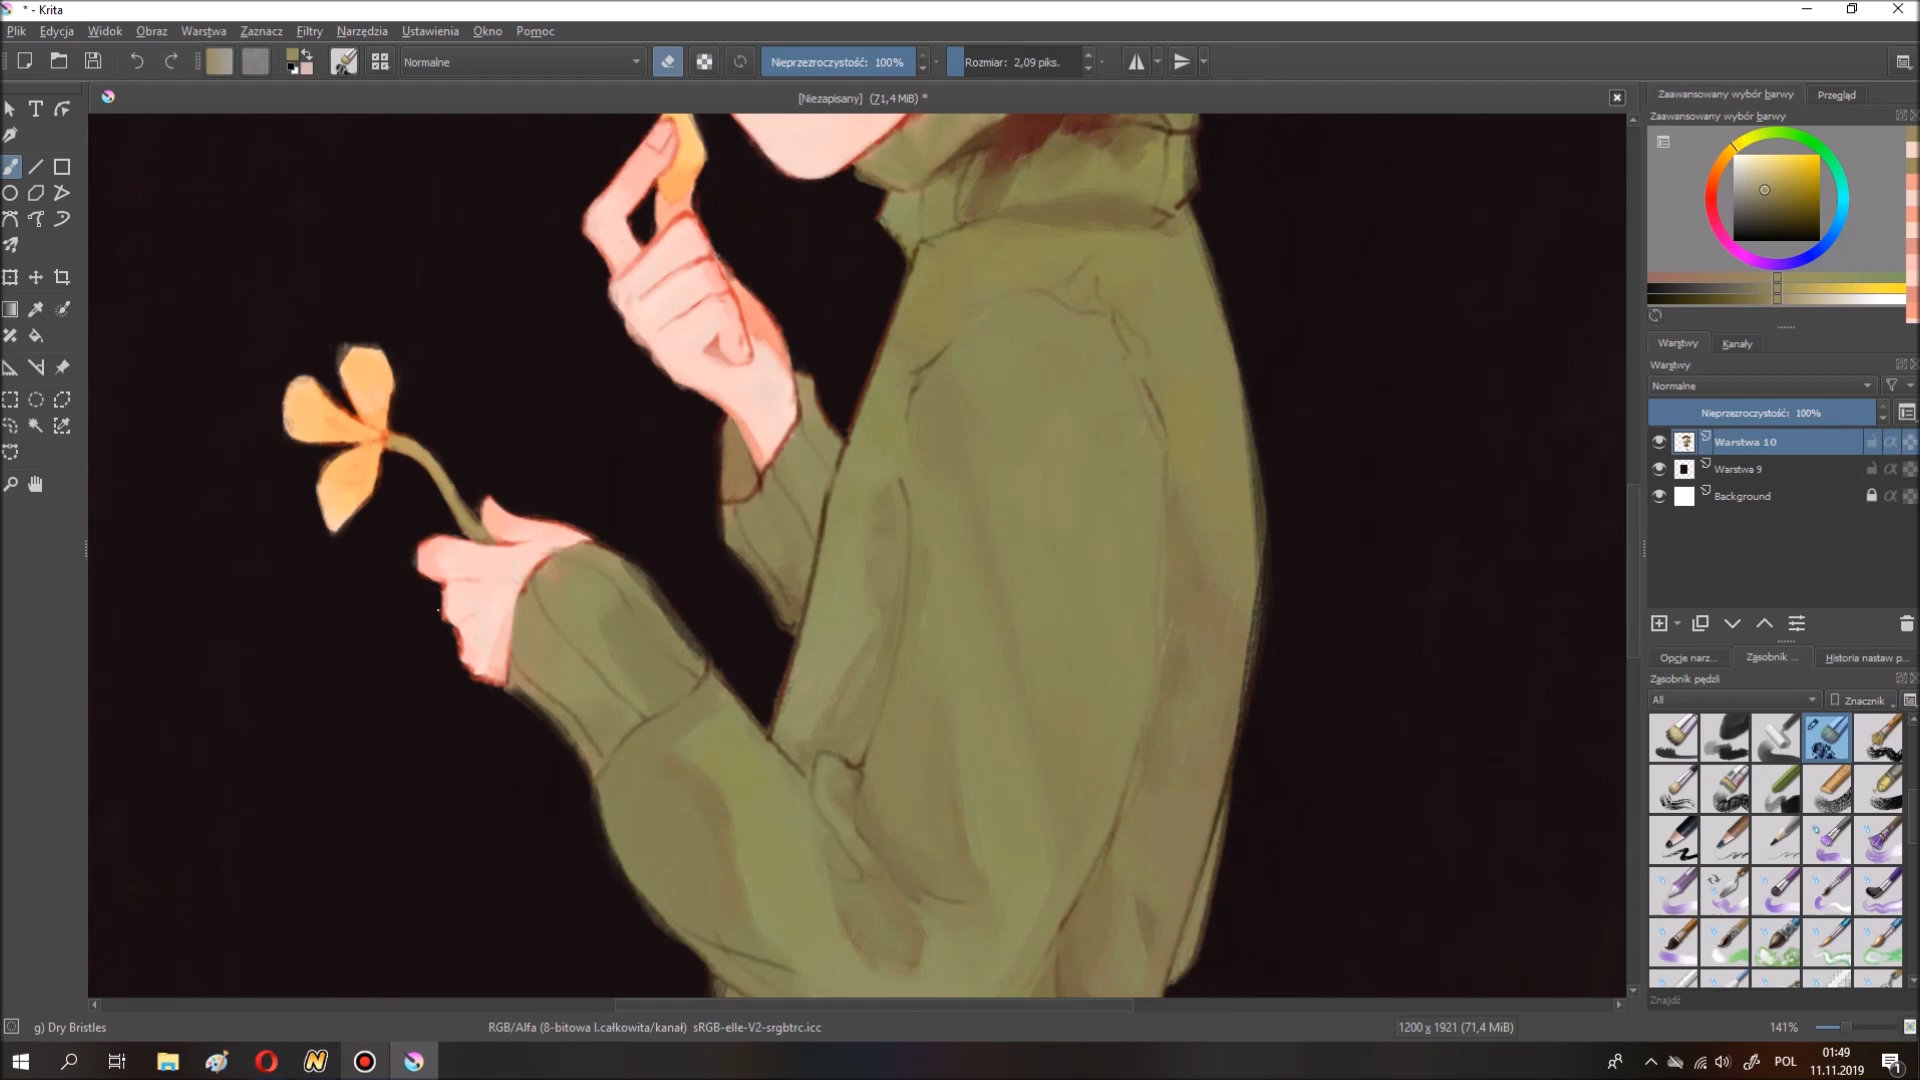 * - Krita
Plik Edycja Widok Obraz Warstwa Zaznacz Filtry Narzędzia Ustawienia Okno Pomoc
Normalne
Nieprzezroczystość: 100%
Rozmiar: 2,09 piks.
[Niezapisany] (71,4 MiB) *
Zaawansowany wybór barwy
Przegląd
Zaawansowany wybór barwy
Warstwy
Kanały
Warstwy
Normalne
Nieprzezroczystość: 100%
Warstwa 10
Warstwa 9
Background
Opcje narz...
Zasobnik ...
Historia nastaw p...
Zasobnik pędzli
All
Znacznik
Znajdź
g) Dry Bristles
RGB/Alfa (8-bitowa l.całkowita/kanał) sRGB-elle-V2-srgbtrc.icc
1200 x 1921 (71,4 MiB)
141%
POL
01:49
11.11.2019
1